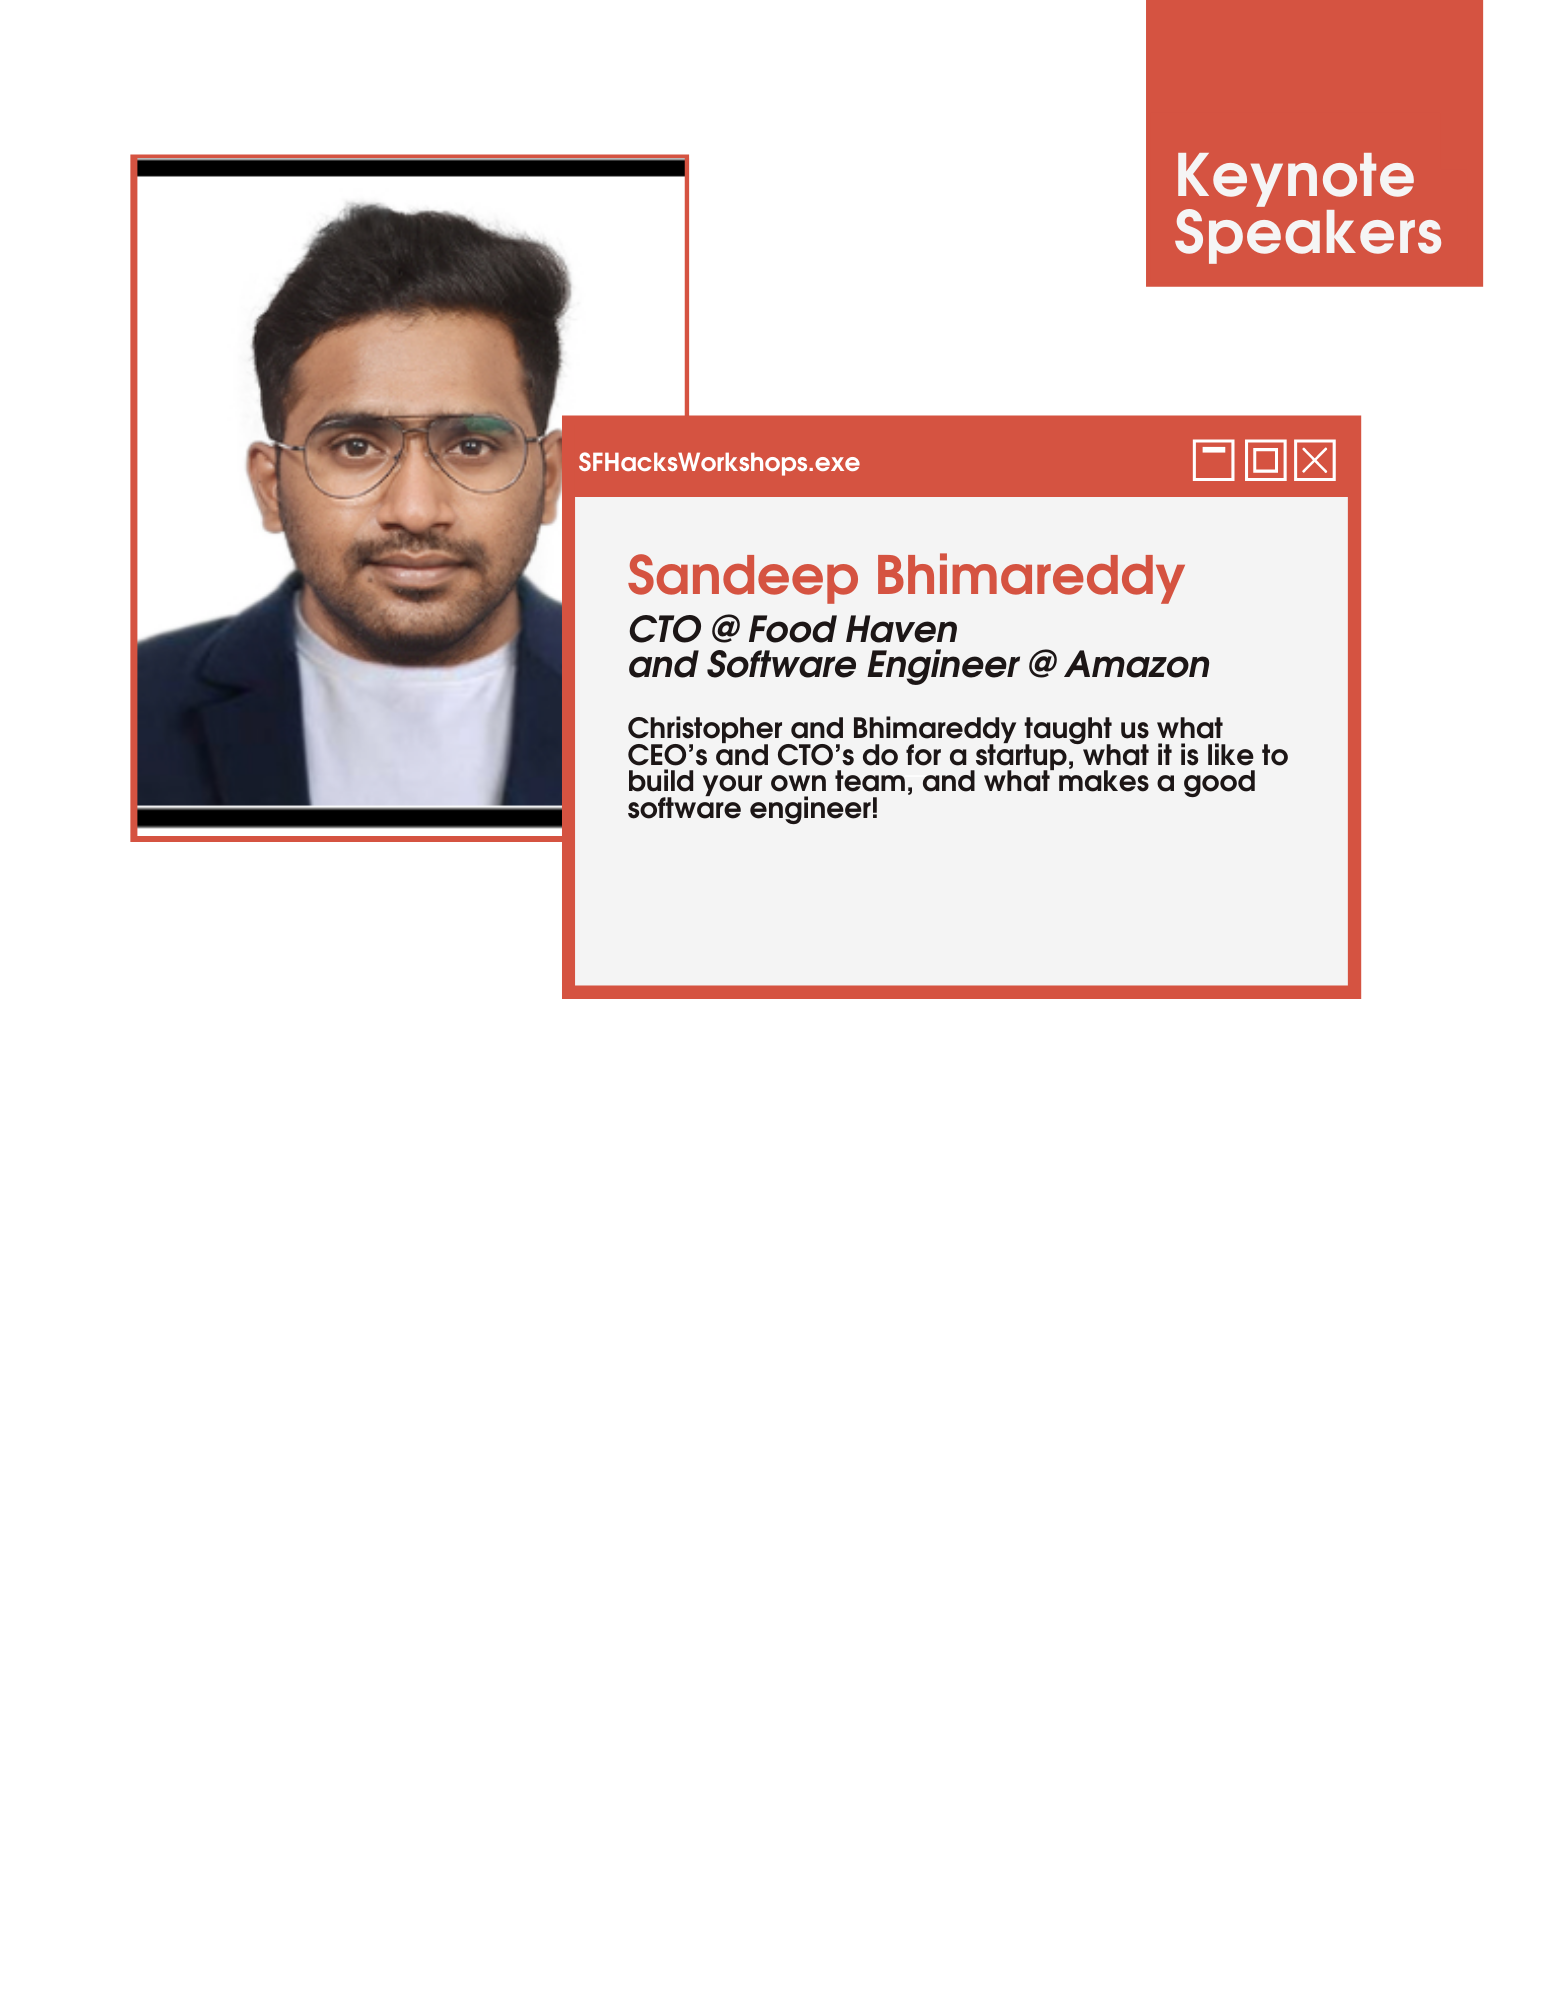 Keynote
Speakers
SFHacksWorkshops.exe
Sandeep Bhimareddy
CTO @ Food Haven
and Software Engineer @ Amazon
Christopher and Bhimareddy taught us what
CEO’s and CTO’s do for a startup, what it is like to
build your own team, and what makes a good
software engineer!